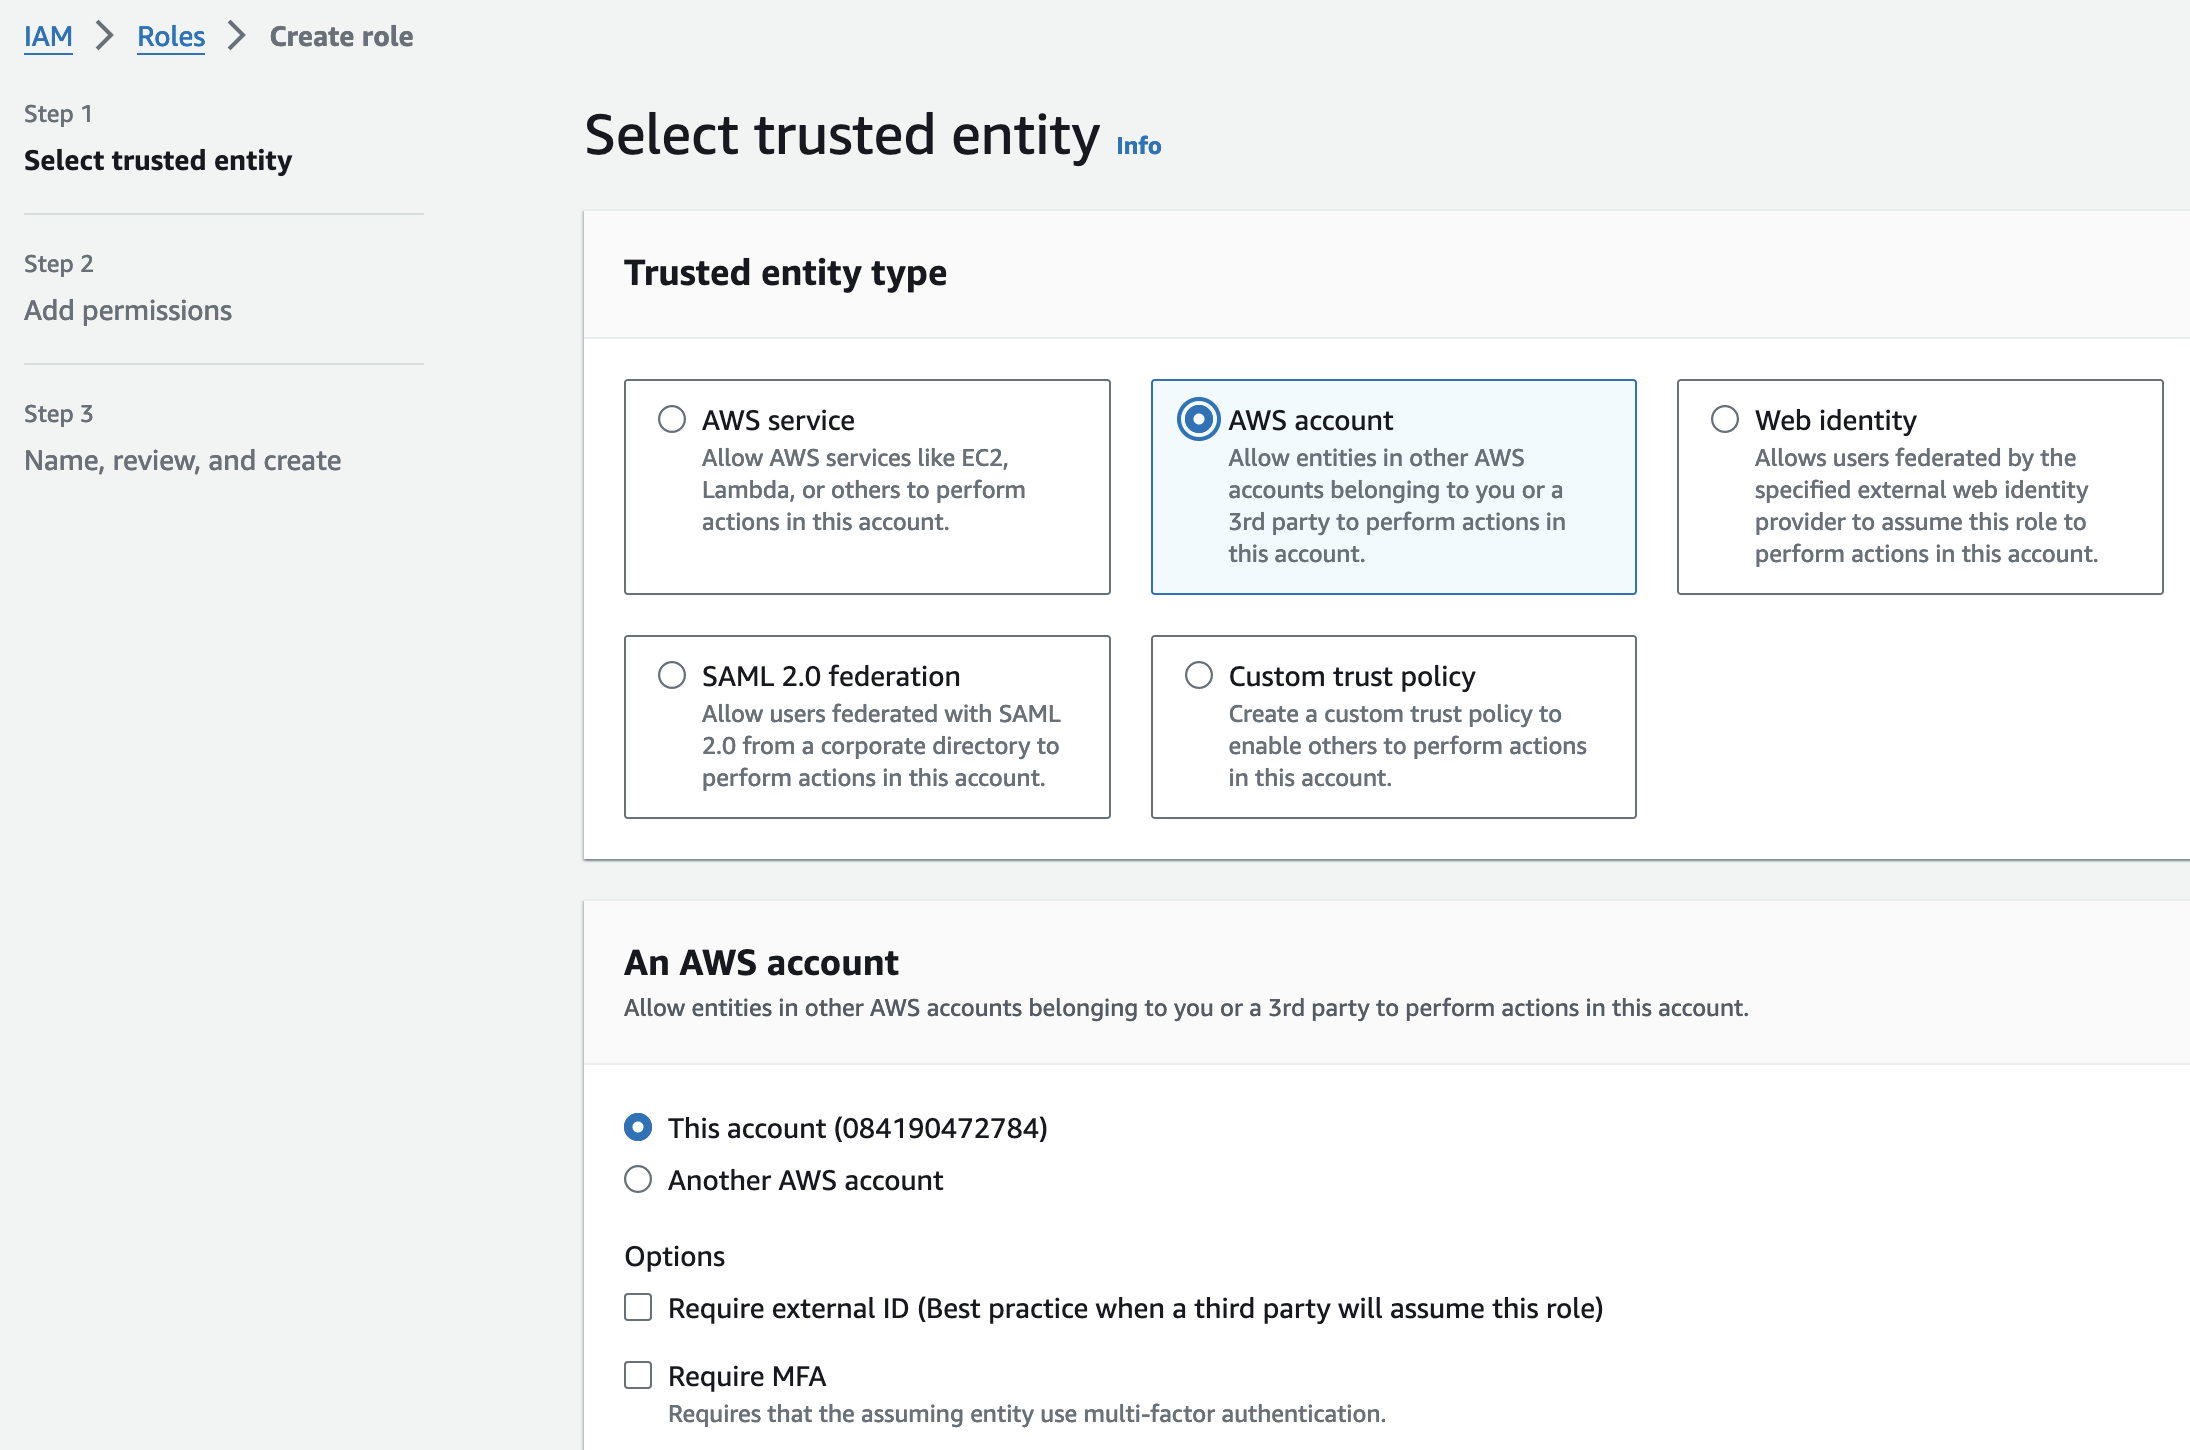 IAM > Roles > Create role
Step 1
Select trusted entity
Step 2
Add permissions
Step 3
Name, review, and create
Select trusted entity Info
Trusted entity type
AWS service
Allow AWS services like EC2,
Lambda, or others to perform
actions in this account.
AWS account
Allow entities in other AWS
accounts belonging to you or a
3rd party to perform actions in
this account.
Web identity
Allows users federated by the
specified external web identity
provider to assume this role to
perform actions in this account.
SAML 2.0 federation
Allow users federated with SAML
2.0 from a corporate directory to
perform actions in this account.
Custom trust policy
Create a custom trust policy to
enable others to perform actions
in this account.
An AWS account
Allow entities in other AWS accounts belonging to you or a 3rd party to perform actions in this account.
This account (084190472784)
Another AWS account
Options
Require external ID (Best practice when a third party will assume this role)
Require MFA
Requires that the assuming entity use multi-factor authentication.